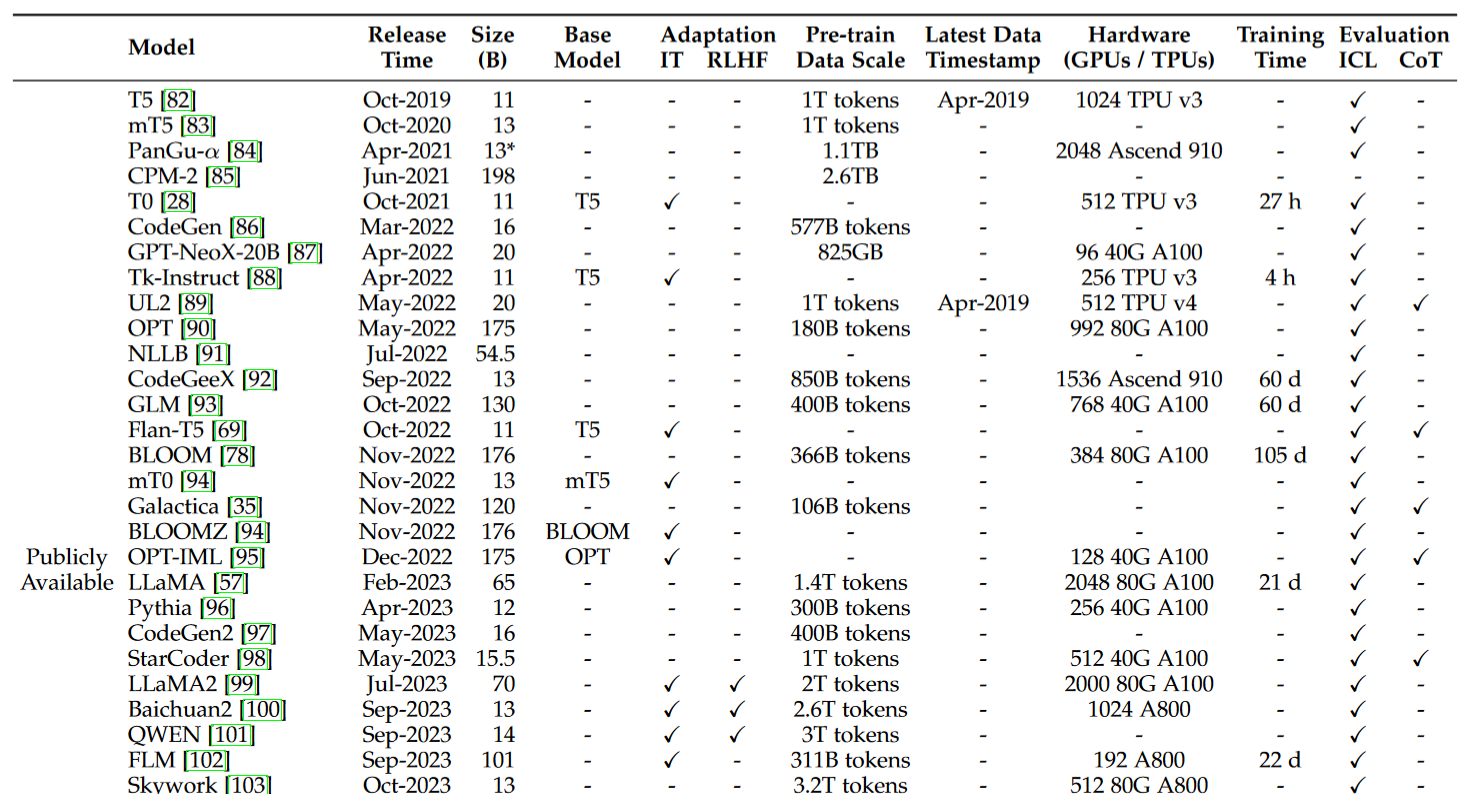 Model Release Time Size (B) Base Model Adaptation IT RLHF Pre-train Data Scale Latest Data Timestamp Hardware (GPUs / TPUs) Training Time Evaluation ICL CoT
T5 [82] Oct-2019 11 - - - 1T tokens Apr-2019 1024 TPU v3 - ✓ -
mT5 [83] Oct-2020 13 - - - 1T tokens - - - ✓ -
PanGu-α [84] Apr-2021 13* - - - 1.1TB - 2048 Ascend 910 - ✓ -
CPM-2 [85] Jun-2021 198 - - - 2.6TB - - - - -
T0 [28] Oct-2021 11 T5 ✓ - - - 512 TPU v3 27 h ✓ -
CodeGen [86] Mar-2022 16 - - - 577B tokens - - - ✓ -
GPT-NeoX-20B [87] Apr-2022 20 - - - 825GB - 96 40G A100 - ✓ -
Tk-Instruct [88] Apr-2022 11 T5 ✓ - - - 256 TPU v3 4 h ✓ -
UL2 [89] May-2022 20 - - - 1T tokens Apr-2019 512 TPU v4 - ✓ ✓
OPT [90] May-2022 175 - - - 180B tokens - 992 80G A100 - ✓ -
NLLB [91] Jul-2022 54.5 - - - - - - - ✓ -
CodeGeeX [92] Sep-2022 13 - - - 850B tokens - 1536 Ascend 910 60 d ✓ -
GLM [93] Oct-2022 130 - - - 400B tokens - 768 40G A100 60 d ✓ -
Flan-T5 [69] Oct-2022 11 T5 ✓ - - - - - ✓ ✓
BLOOM [78] Nov-2022 176 - - - 366B tokens - 384 80G A100 105 d ✓ -
mT0 [94] Nov-2022 13 mT5 ✓ - - - - - ✓ -
Galactica [35] Nov-2022 120 - - - 106B tokens - - - ✓ ✓
BLOOMZ [94] Nov-2022 176 BLOOM ✓ - - - - - ✓ -
Publicly OPT-IML [95] Dec-2022 175 OPT ✓ - - - 128 40G A100 - ✓ ✓
Available LLaMA [57] Feb-2023 65 - - - 1.4T tokens - 2048 80G A100 21 d ✓ -
Pythia [96] Apr-2023 12 - - - 300B tokens - 256 40G A100 - ✓ -
CodeGen2 [97] May-2023 16 - - - 400B tokens - - - ✓ -
StarCoder [98] May-2023 15.5 - - - 1T tokens - 512 40G A100 - ✓ ✓
LLaMA2 [99] Jul-2023 70 - ✓ ✓ 2T tokens - 2000 80G A100 - ✓ -
Baichuan2 [100] Sep-2023 13 - ✓ ✓ 2.6T tokens - 1024 A800 - ✓ -
QWEN [101] Sep-2023 14 - ✓ ✓ 3T tokens - - - ✓ -
FLM [102] Sep-2023 101 - ✓ - 311B tokens - 192 A800 22 d ✓ -
Skywork [103] Oct-2023 13 - - - 3.2T tokens - 512 80G A800 - ✓ -